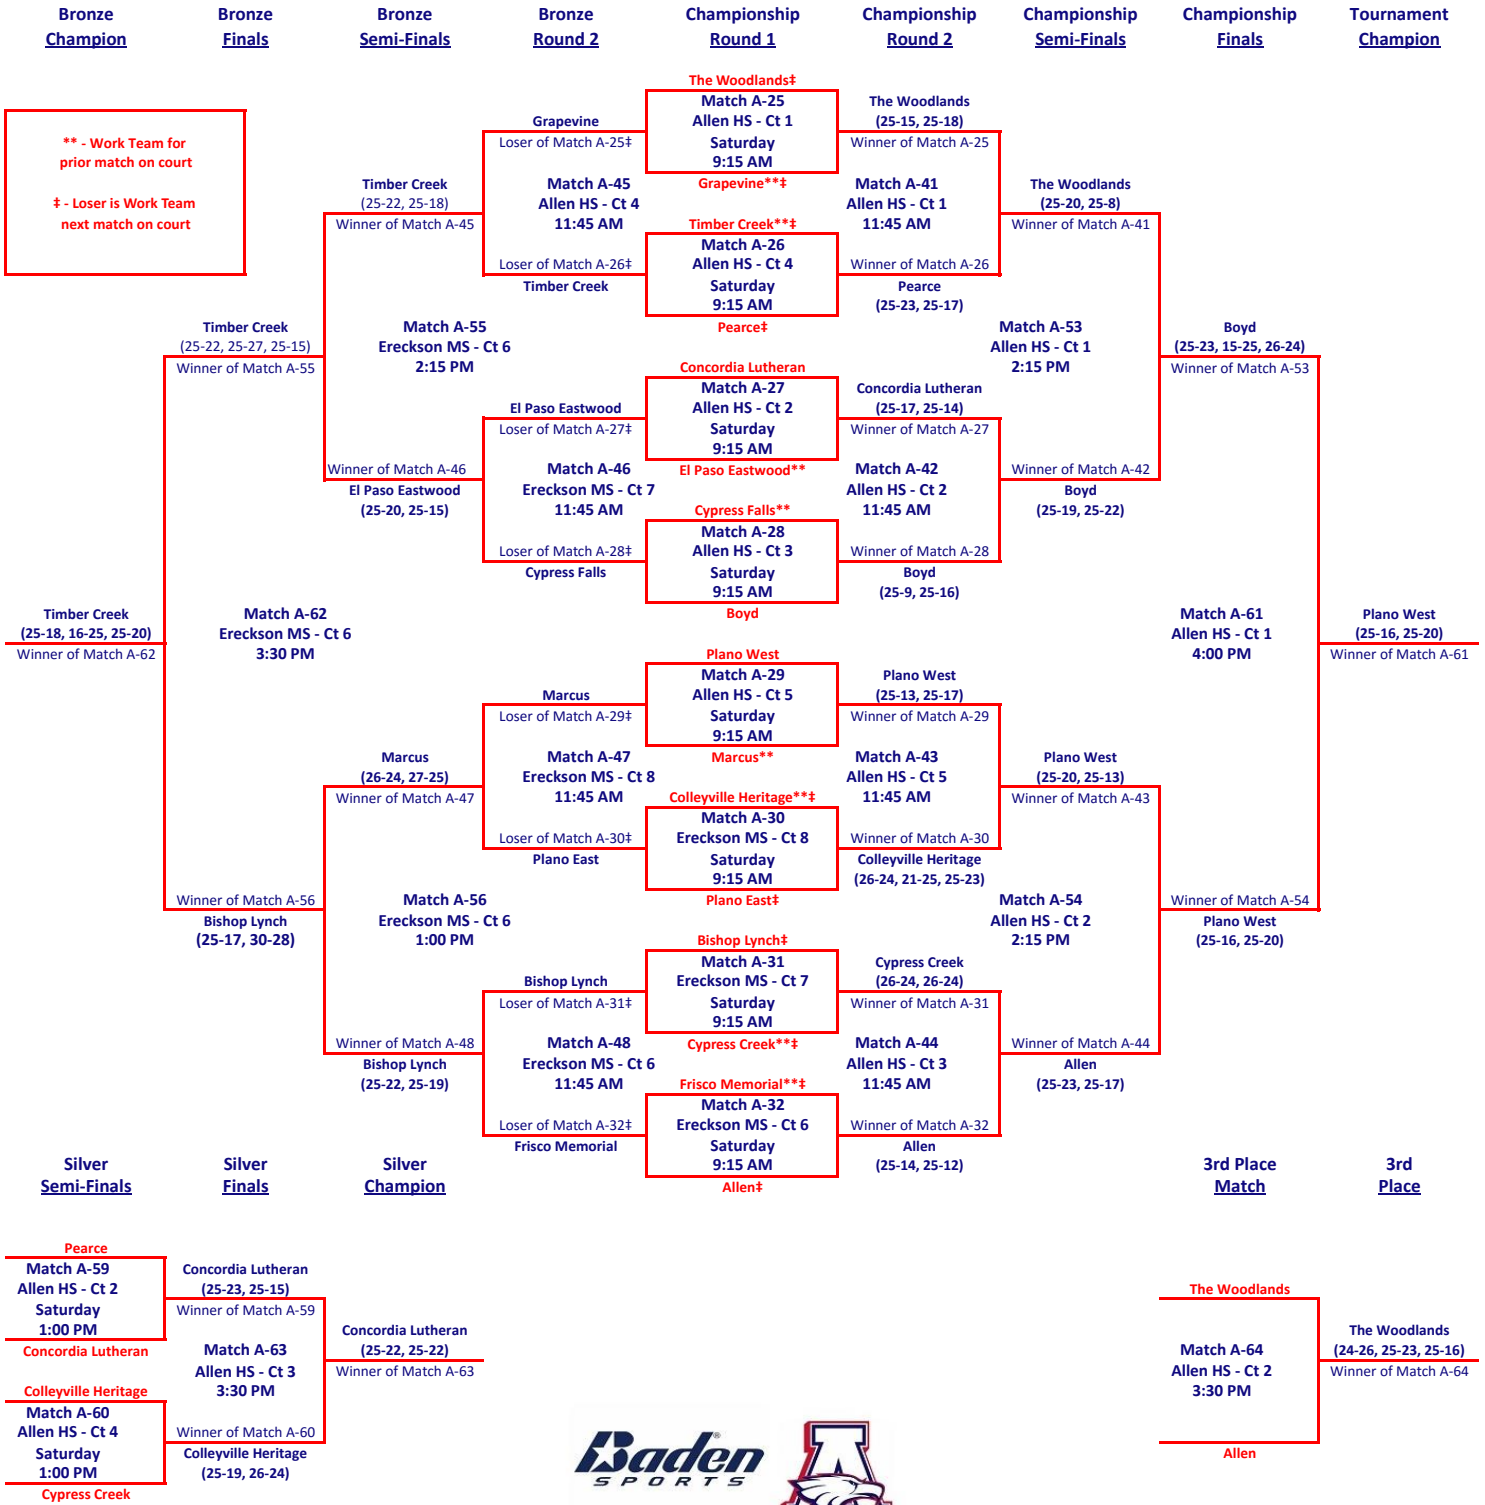 Bronze
Champion
Bronze
Finals
Bronze
Semi-Finals
Bronze
Round 2
Championship
Round 1
Championship
Round 2
Championship
Semi-Finals
Championship
Finals
Tournament
Champion
** - Work Team for
prior match on court
‡ - Loser is Work Team
next match on court
Timber Creek
(25-18, 16-25, 25-20)
Winner of Match A-62
Timber Creek
(25-22, 25-27, 25-15)
Winner of Match A-55
Match A-62
Ereckson MS - Ct 6
3:30 PM
Winner of Match A-56
Bishop Lynch
(25-17, 30-28)
Timber Creek
(25-22, 25-18)
Winner of Match A-45
Match A-55
Ereckson MS - Ct 6
2:15 PM
Winner of Match A-46
El Paso Eastwood
(25-20, 25-15)
Marcus
(26-24, 27-25)
Winner of Match A-47
Match A-56
Ereckson MS - Ct 6
1:00 PM
Winner of Match A-48
Bishop Lynch
(25-22, 25-19)
Grapevine
Loser of Match A-25‡
Match A-45
Allen HS - Ct 4
11:45 AM
Loser of Match A-26‡
Timber Creek
El Paso Eastwood
Loser of Match A-27‡
Match A-46
Ereckson MS - Ct 7
11:45 AM
Loser of Match A-28‡
Cypress Falls
Marcus
Loser of Match A-29‡
Match A-47
Ereckson MS - Ct 8
11:45 AM
Loser of Match A-30‡
Plano East
Bishop Lynch
Loser of Match A-31‡
Match A-48
Ereckson MS - Ct 6
11:45 AM
Loser of Match A-32‡
Frisco Memorial
The Woodlands‡
Match A-25
Allen HS - Ct 1
Saturday
9:15 AM
Grapevine**‡
Timber Creek**‡
Match A-26
Allen HS - Ct 4
Saturday
9:15 AM
Pearce‡
Concordia Lutheran
Match A-27
Allen HS - Ct 2
Saturday
9:15 AM
El Paso Eastwood**
Cypress Falls**
Match A-28
Allen HS - Ct 3
Saturday
9:15 AM
Boyd
Plano West
Match A-29
Allen HS - Ct 5
Saturday
9:15 AM
Marcus**
Colleyville Heritage**‡
Match A-30
Ereckson MS - Ct 8
Saturday
9:15 AM
Plano East‡
Bishop Lynch‡
Match A-31
Ereckson MS - Ct 7
Saturday
9:15 AM
Cypress Creek**‡
Frisco Memorial**‡
Match A-32
Ereckson MS - Ct 6
Saturday
9:15 AM
Allen‡
The Woodlands
(25-15, 25-18)
Winner of Match A-25
Match A-41
Allen HS - Ct 1
11:45 AM
Winner of Match A-26
Pearce
(25-23, 25-17)
Concordia Lutheran
(25-17, 25-14)
Winner of Match A-27
Match A-42
Allen HS - Ct 2
11:45 AM
Winner of Match A-28
Boyd
(25-9, 25-16)
Plano West
(25-13, 25-17)
Winner of Match A-29
Match A-43
Allen HS - Ct 5
11:45 AM
Winner of Match A-30
Colleyville Heritage
(26-24, 21-25, 25-23)
Cypress Creek
(26-24, 26-24)
Winner of Match A-31
Match A-44
Allen HS - Ct 3
11:45 AM
Winner of Match A-32
Allen
(25-14, 25-12)
The Woodlands
(25-20, 25-8)
Winner of Match A-41
Match A-53
Allen HS - Ct 1
2:15 PM
Winner of Match A-42
Boyd
(25-19, 25-22)
Plano West
(25-20, 25-13)
Winner of Match A-43
Match A-54
Allen HS - Ct 2
2:15 PM
Winner of Match A-44
Allen
(25-23, 25-17)
Boyd
(25-23, 15-25, 26-24)
Winner of Match A-53
Match A-61
Allen HS - Ct 1
4:00 PM
Winner of Match A-54
Plano West
(25-16, 25-20)
Plano West
(25-16, 25-20)
Winner of Match A-61
Silver
Semi-Finals
Silver
Finals
Silver
Champion
3rd Place
Match
3rd
Place
Pearce
Match A-59
Allen HS - Ct 2
Saturday
1:00 PM
Concordia Lutheran
Colleyville Heritage
Match A-60
Allen HS - Ct 4
Saturday
1:00 PM
Cypress Creek
Concordia Lutheran
(25-23, 25-15)
Winner of Match A-59
Match A-63
Allen HS - Ct 3
3:30 PM
Winner of Match A-60
Colleyville Heritage
(25-19, 26-24)
Concordia Lutheran
(25-22, 25-22)
Winner of Match A-63
The Woodlands
Match A-64
Allen HS - Ct 2
3:30 PM
Allen
The Woodlands
(24-26, 25-23, 25-16)
Winner of Match A-64
Baden®
SPORTS
A